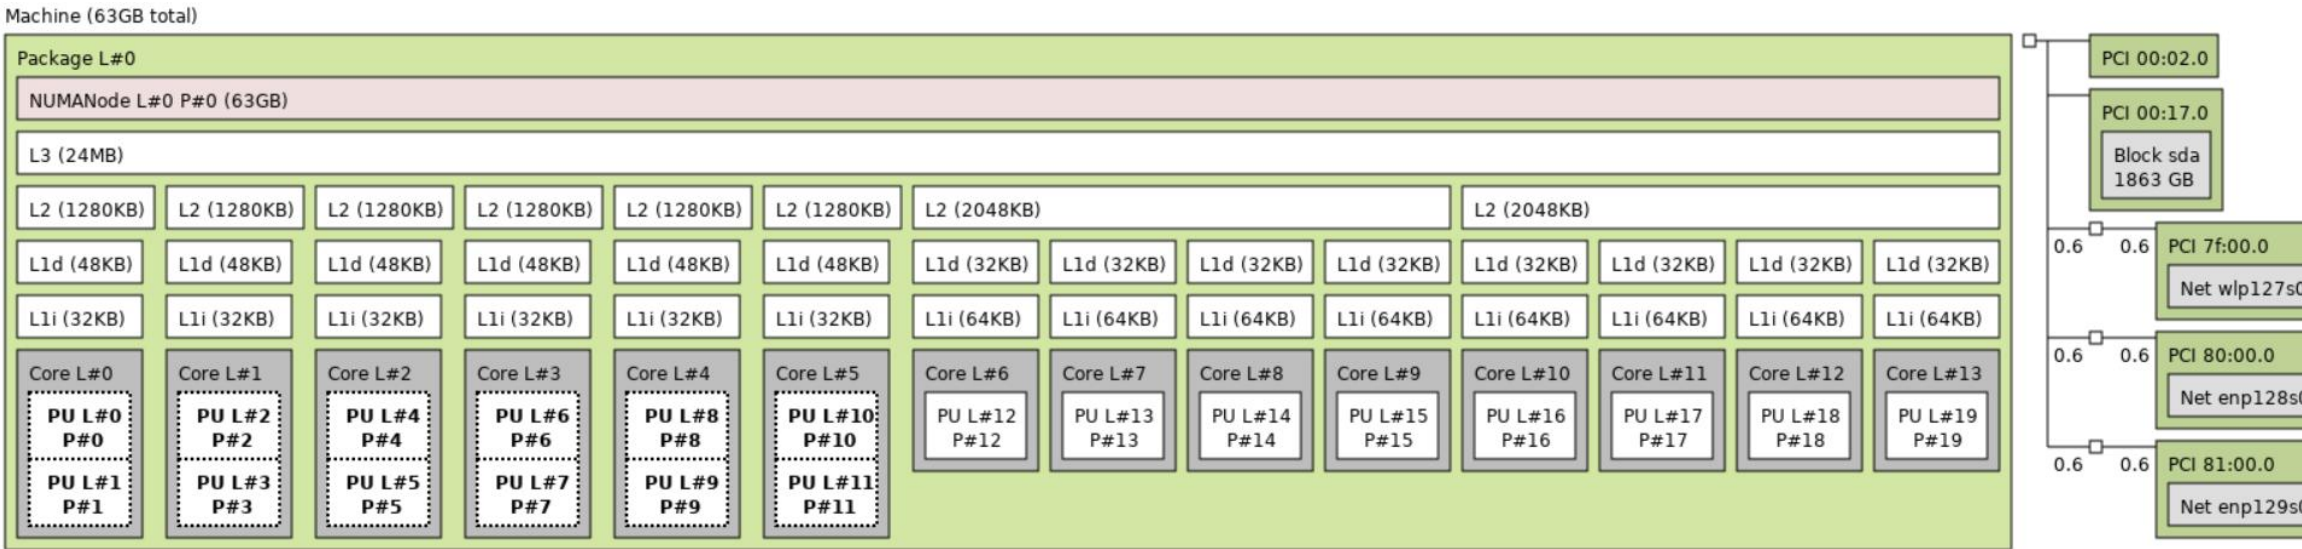 Machine (63GB total)
Package L#0
NUMANode L#0 P#0 (63GB)
L3 (24MB)
L2 (1280KB) L2 (1280KB) L2 (1280KB) L2 (1280KB) L2 (1280KB) L2 (1280KB) L2 (2048KB) L2 (2048KB)
L1d (48KB) L1d (48KB) L1d (48KB) L1d (48KB) L1d (48KB) L1d (48KB) L1d (32KB) L1d (32KB) L1d (32KB) L1d (32KB) L1d (32KB) L1d (32KB) L1d (32KB) L1d (32KB)
L1i (32KB) L1i (32KB) L1i (32KB) L1i (32KB) L1i (32KB) L1i (32KB) L1i (64KB) L1i (64KB) L1i (64KB) L1i (64KB) L1i (64KB) L1i (64KB) L1i (64KB) L1i (64KB)
Core L#0 Core L#1 Core L#2 Core L#3 Core L#4 Core L#5 Core L#6 Core L#7 Core L#8 Core L#9 Core L#10 Core L#11 Core L#12 Core L#13
PU L#0 PU L#2 PU L#4 PU L#6 PU L#8 PU L#10 PU L#12 PU L#13 PU L#14 PU L#15 PU L#16 PU L#17 PU L#18 PU L#19
P#0 P#2 P#4 P#6 P#8 P#10 P#12 P#13 P#14 P#15 P#16 P#17 P#18 P#19
PU L#1 PU L#3 PU L#5 PU L#7 PU L#9 PU L#11
P#1 P#3 P#5 P#7 P#9 P#11
PCI 00:02.0
PCI 00:17.0
Block sda
1863 GB
0.6 0.6 PCI 7f:00.0
Net wlp127s0
0.6 0.6 PCI 80:00.0
Net enp128s0
0.6 0.6 PCI 81:00.0
Net enp129s0